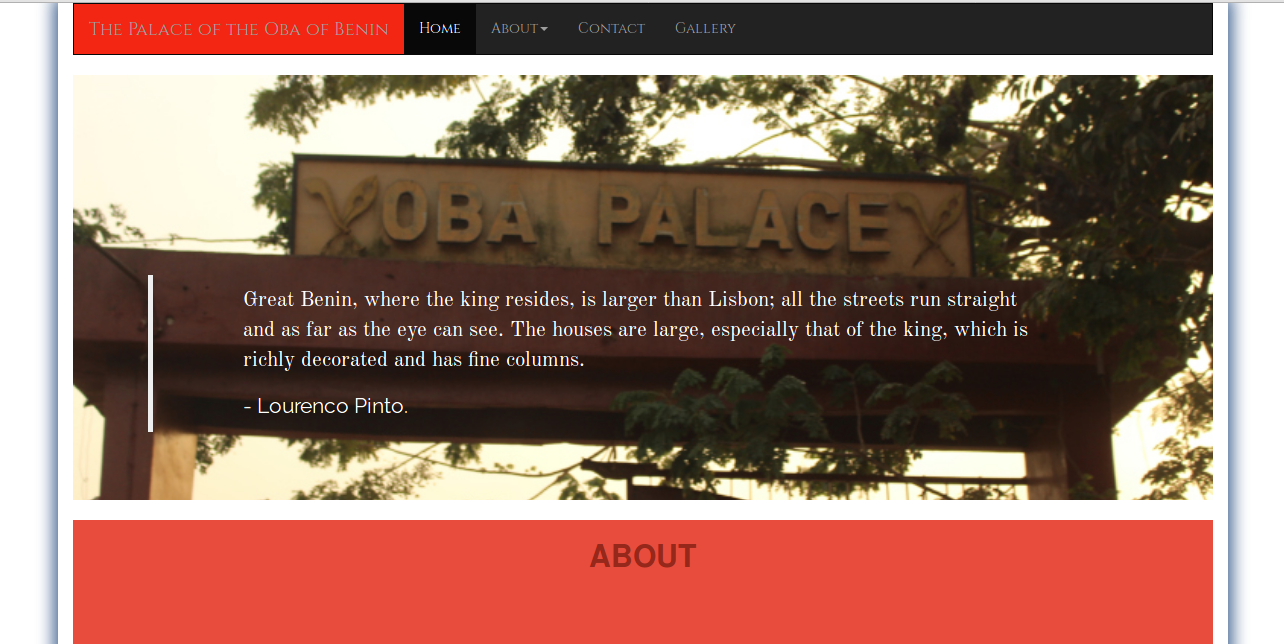 The Palace of the Oba of Benin
Home
About
Contact
Gallery
OBA PALACE
Great Benin, where the king resides, is larger than Lisbon; all the streets run straight
and as far as the eye can see. The houses are large, especially that of the king, which is
richly decorated and has fine columns.
- Lourenco Pinto.
ABOUT